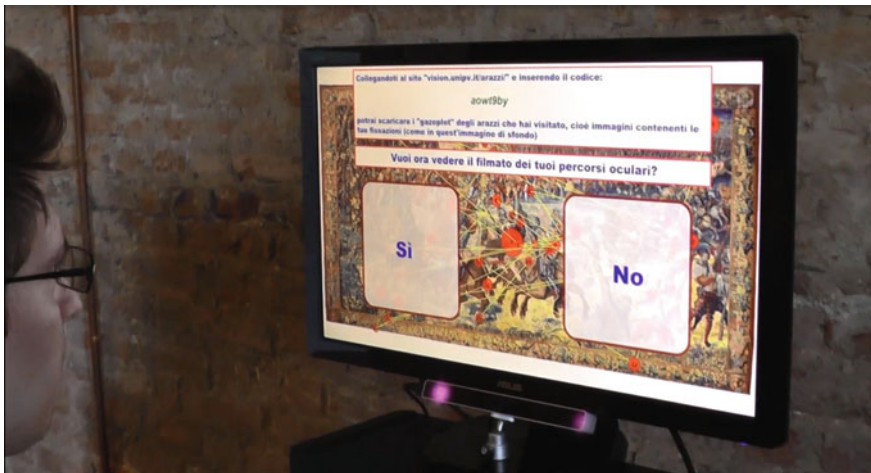 Collegandoti al sito "vision.unipv.it/arazzi/" e inserendo il codice:
aowt9by
potrai scaricare i "gazeplot" degli arazzi che hai visitato, cioè immagini contenenti le
tue fissazioni (come in quest'immagine di sfondo)
Vuoi ora vedere il filmato dei tuoi percorsi oculari?
Sì
No
ASUS